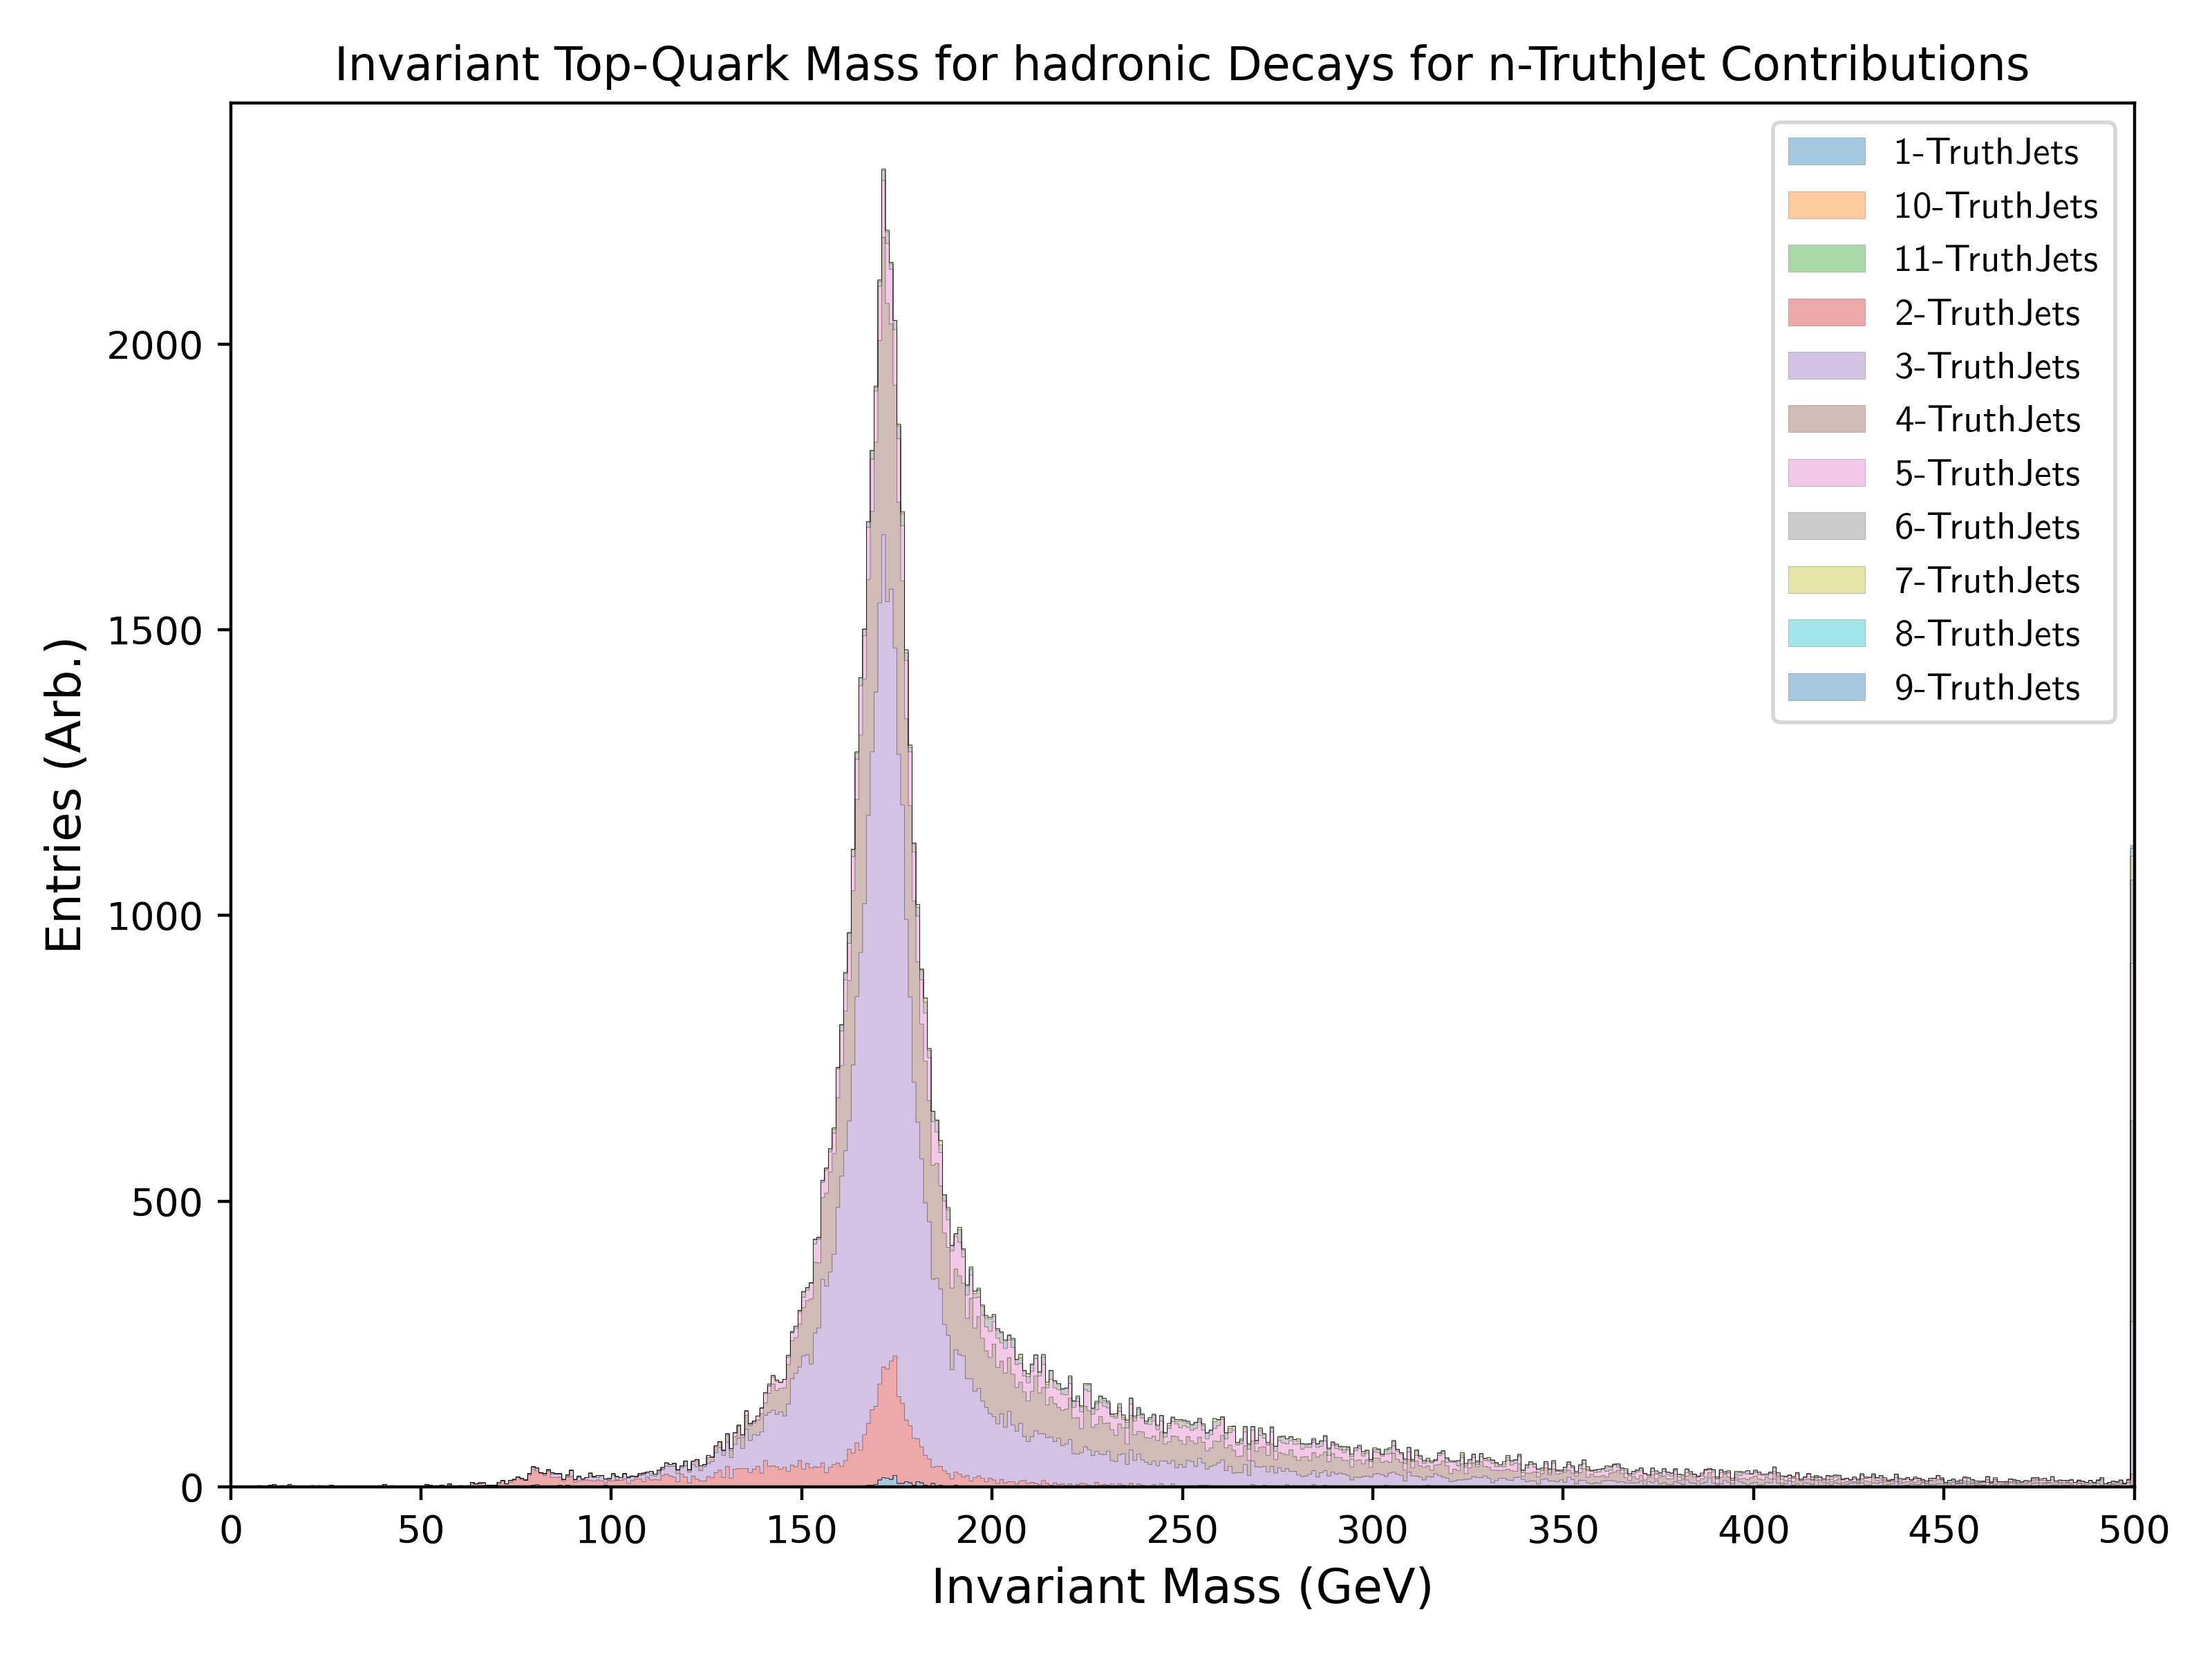 Invariant Top-Quark Mass for hadronic Decays for n-TruthJet Contributions
1-TruthJets
10-TruthJets
11-TruthJets
2-TruthJets
3-TruthJets
4-TruthJets
5-TruthJets
6-TruthJets
7-TruthJets
8-TruthJets
9-TruthJets
Entries (Arb.)
2000
1500
1000
500
0
0 50 100 150 200 250 300 350 400 450 500
Invariant Mass (GeV)